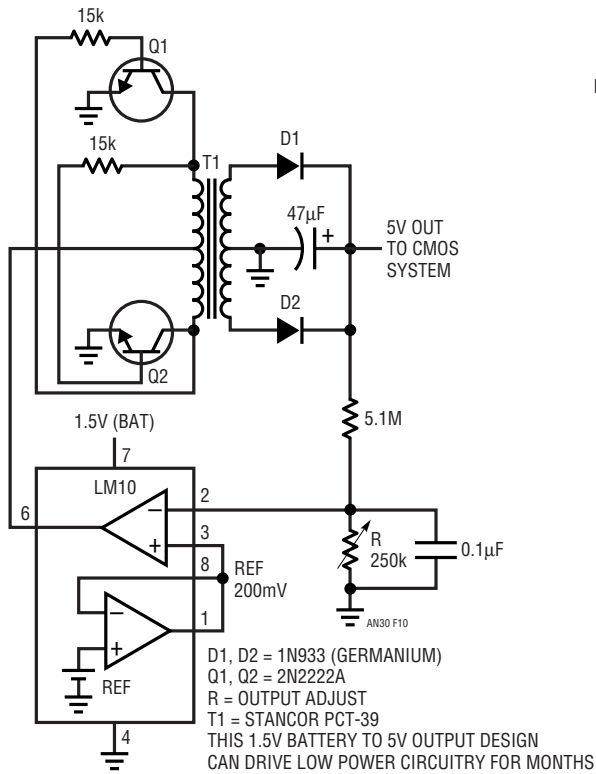 15k
Q1
15k
T1
D1
47µF
+
5V OUT
TO CMOS
SYSTEM
D2
Q2
1.5V (BAT)
7
LM10
6
2
–
+
3
8
REF
200mV
1
–
+
REF
4
5.1M
R
250k
0.1µF
AN30 F10
D1, D2 = 1N933 (GERMANIUM)
Q1, Q2 = 2N2222A
R = OUTPUT ADJUST
T1 = STANCOR PCT-39
THIS 1.5V BATTERY TO 5V OUTPUT DESIGN
CAN DRIVE LOW POWER CIRCUITRY FOR MONTHS